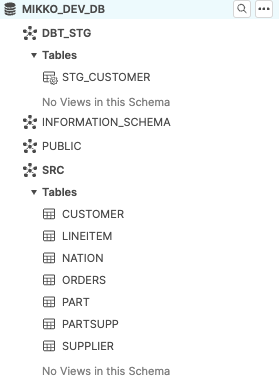 MIKKO_DEV_DB
DBT_STG
Tables
STG_CUSTOMER
No Views in this Schema
INFORMATION_SCHEMA
PUBLIC
SRC
Tables
CUSTOMER
LINEITEM
NATION
ORDERS
PART
PARTSUPP
SUPPLIER
No Views in this Schema